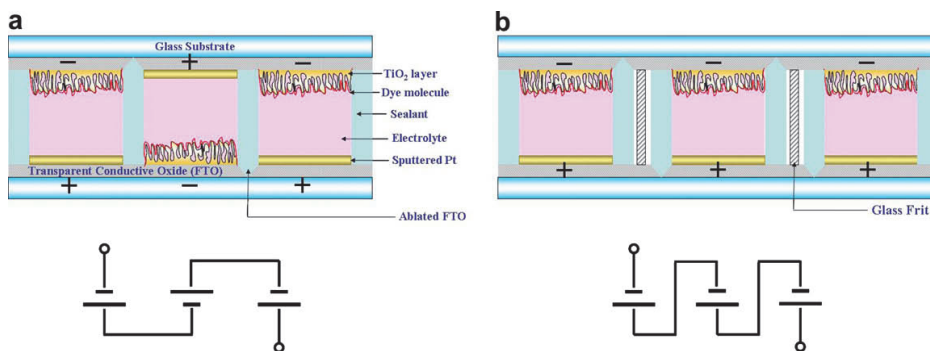 a
Glass Substrate
− + −
TiO2 layer
Dye molecule
Sealant
Electrolyte
Sputtered Pt
Transparent Conductive Oxide (FTO)
+ − +
Ablated FTO
b
− − −
+ + +
Glass Frit